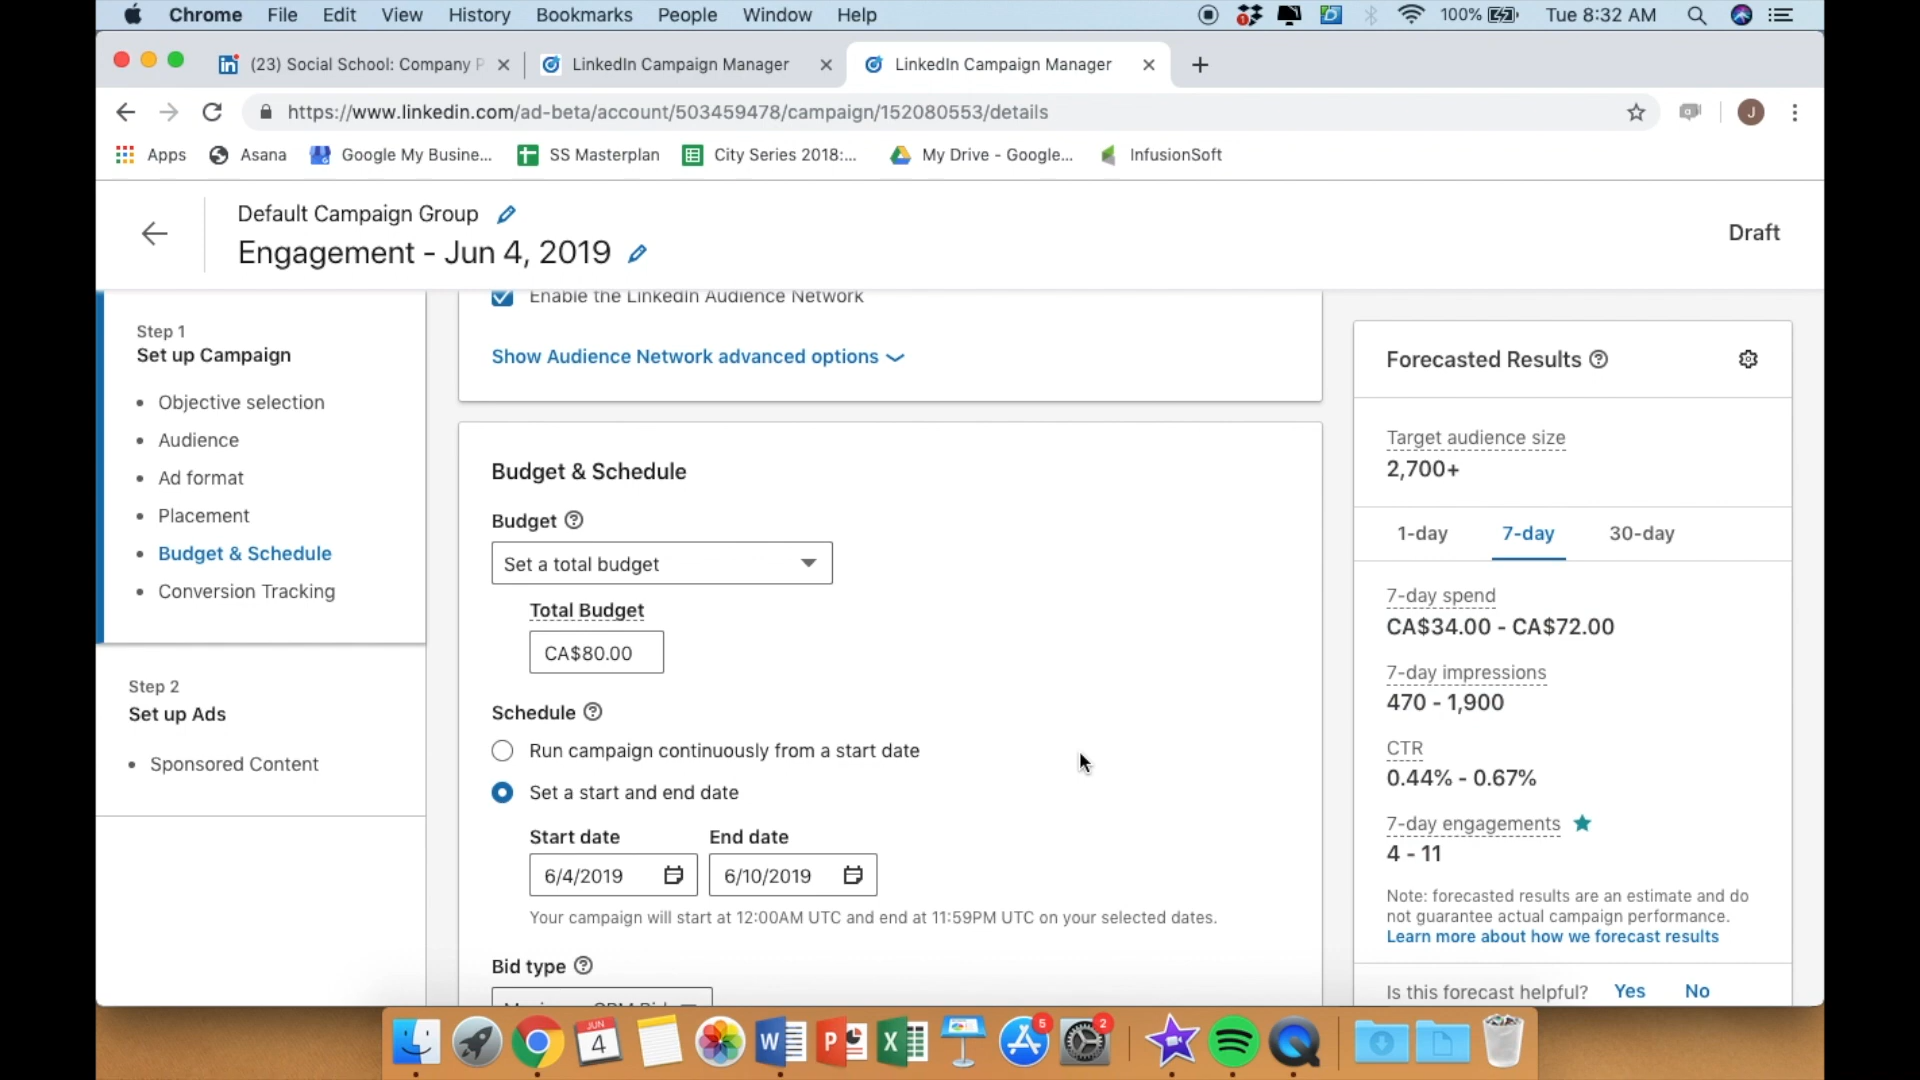 Chrome File Edit View History Bookmarks People Window Help 100% Tue 8:32 AM
(23) Social School: Company P LinkedIn Campaign Manager LinkedIn Campaign Manager
https://www.linkedin.com/ad-beta/account/503459478/campaign/152080553/details J
Apps Asana Google My Busine... SS Masterplan City Series 2018:... My Drive - Google... InfusionSoft
Default Campaign Group
Engagement - Jun 4, 2019
Draft
Step 1
Set up Campaign
Objective selection
Audience
Ad format
Placement
Budget & Schedule
Conversion Tracking
Step 2
Set up Ads
Sponsored Content
Enable the LinkedIn Audience Network
Show Audience Network advanced options
Budget & Schedule
Budget
Set a total budget
Total Budget
CA$80.00
Schedule
Run campaign continuously from a start date
Set a start and end date
Start date End date
6/4/2019 6/10/2019
Your campaign will start at 12:00AM UTC and end at 11:59PM UTC on your selected dates.
Bid type
Forecasted Results
Target audience size
2,700+
1-day 7-day 30-day
7-day spend
CA$34.00 - CA$72.00
7-day impressions
470 - 1,900
CTR
0.44% - 0.67%
7-day engagements
4 - 11
Note: forecasted results are an estimate and do
not guarantee actual campaign performance.
Learn more about how we forecast results
Is this forecast helpful? Yes No
JUN
4
W P X
5 2